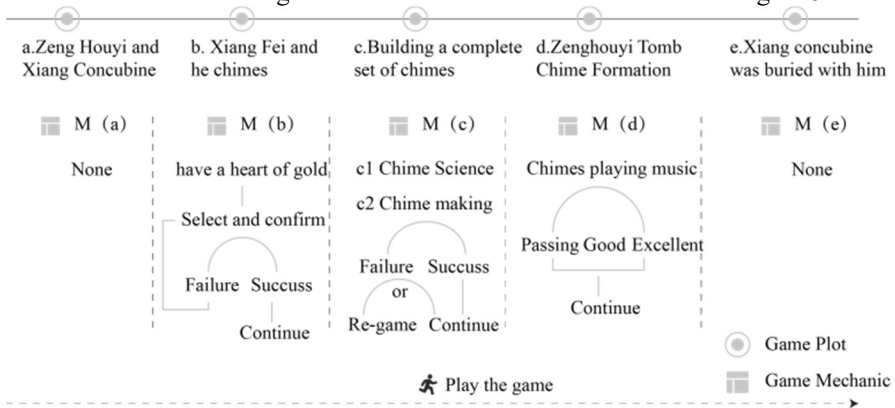 a.Zeng Houyi and
Xiang Concubine
b. Xiang Fei and
he chimes
c.Building a complete
set of chimes
d.Zenghouyi Tomb
Chime Formation
e.Xiang concubine
was buried with him
M (a)
None
M (b)
have a heart of gold
Select and confirm
Failure Succuss
Continue
M (c)
c1 Chime Science
c2 Chime making
Failure Succuss
or
Re-game Continue
M (d)
Chimes playing music
Passing Good Excellent
Continue
M (e)
None
Game Plot
Game Mechanic
Play the game